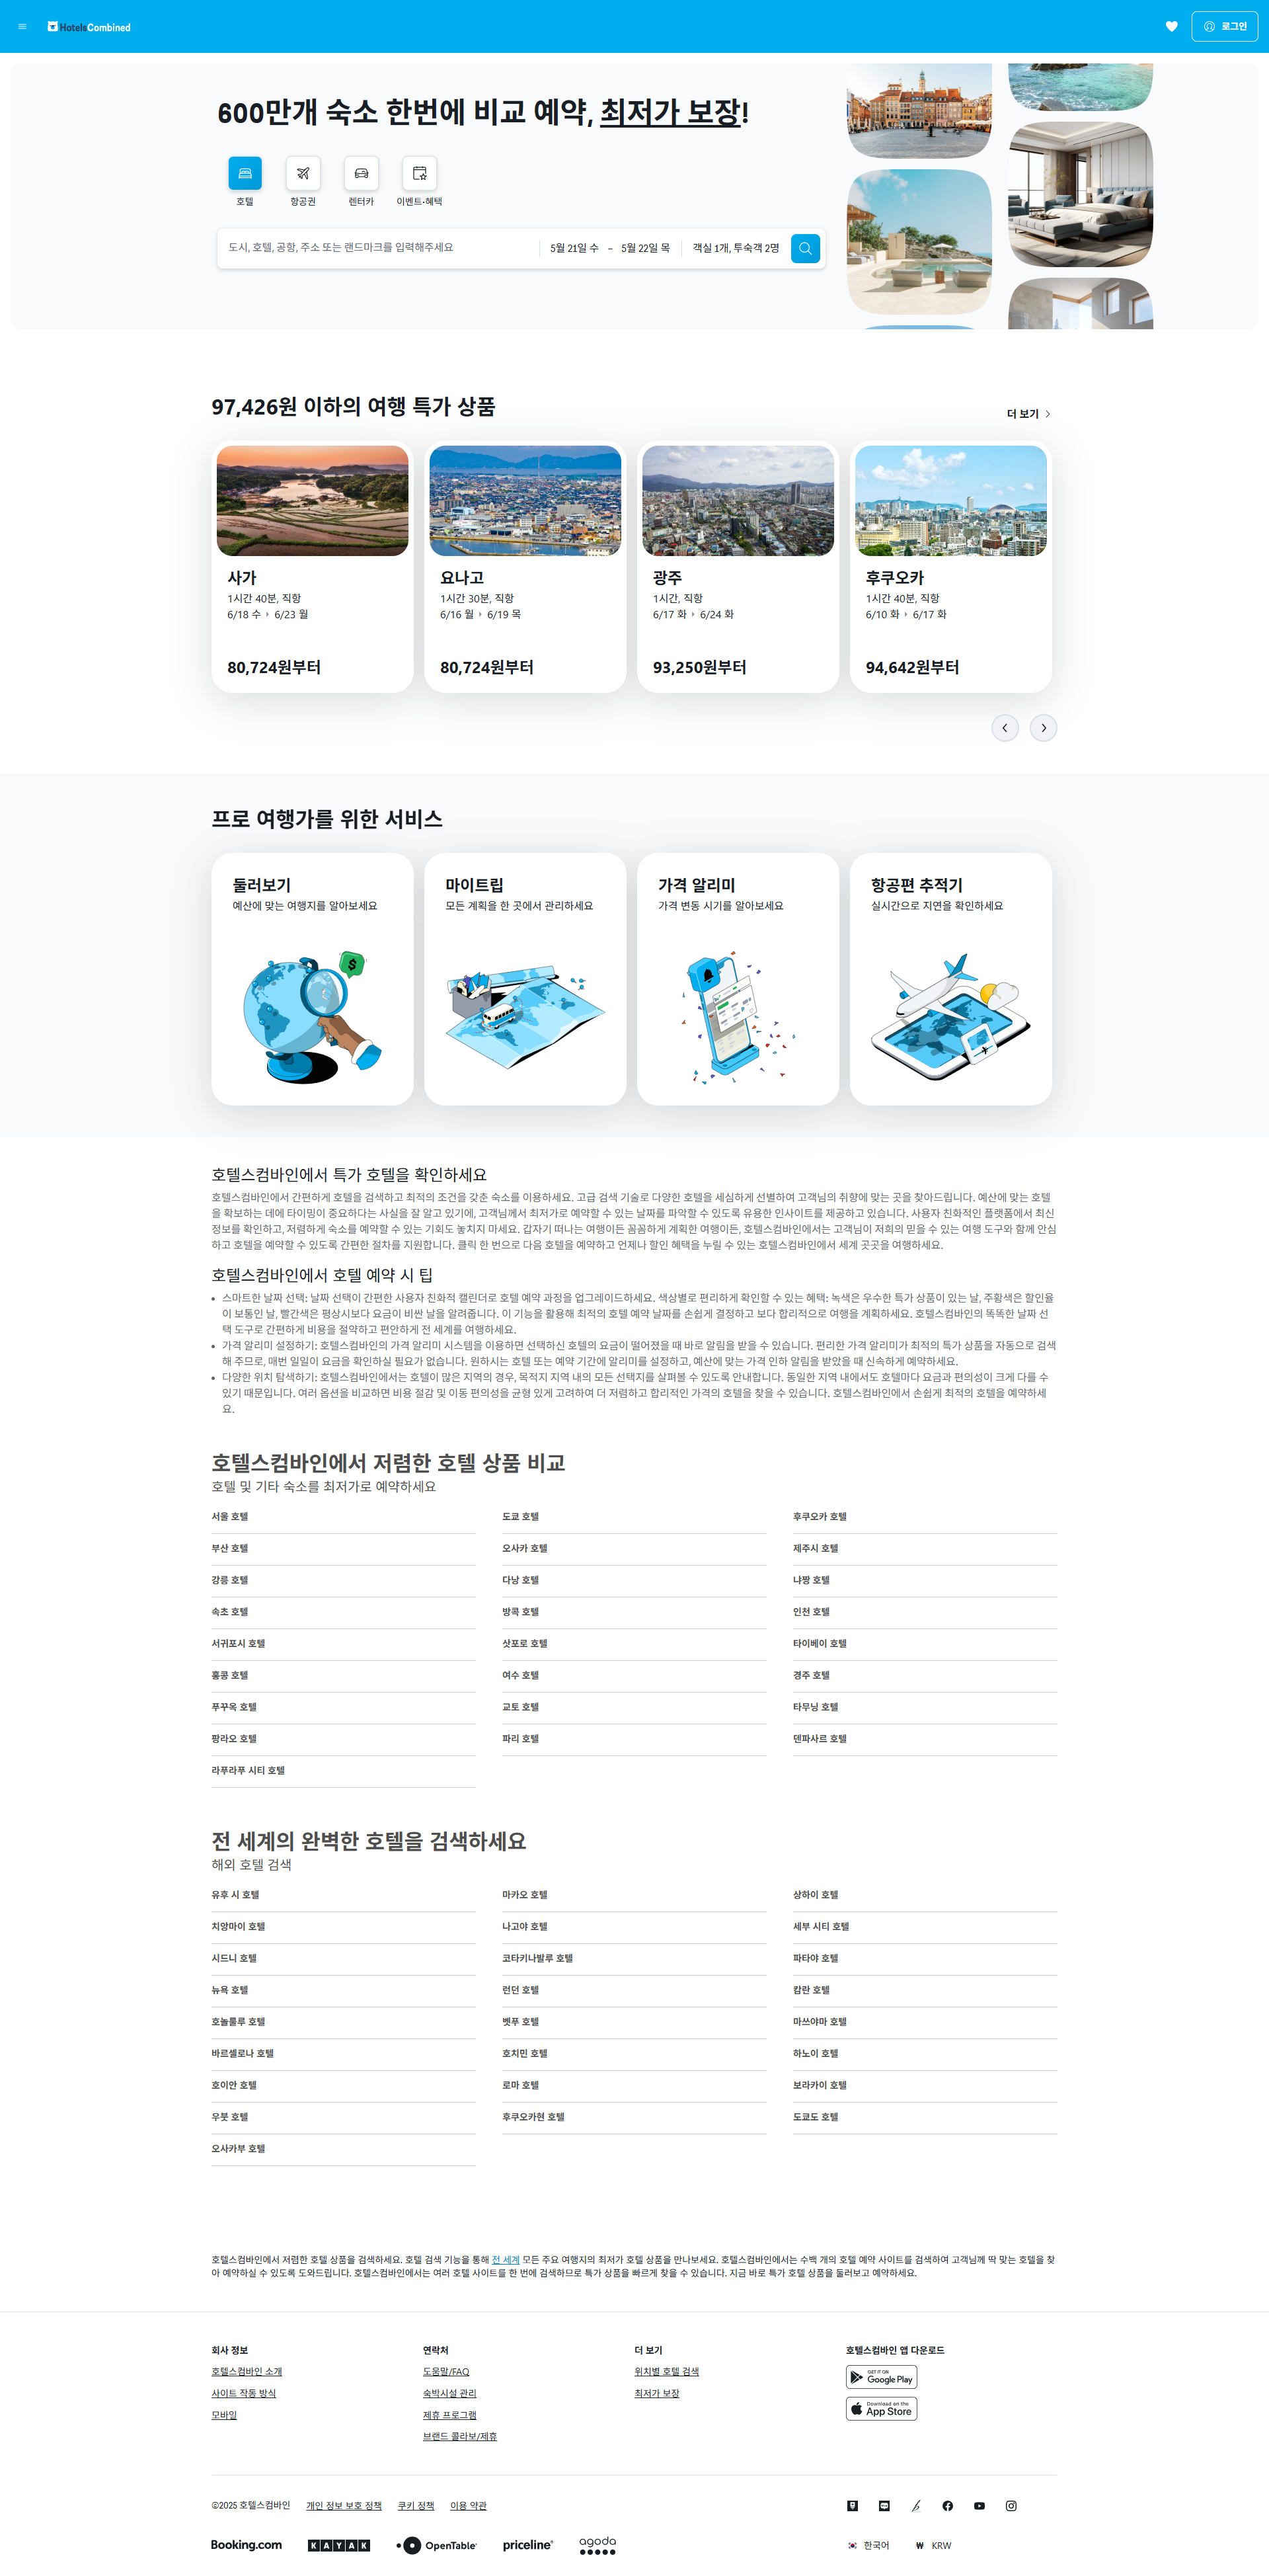 HotelsCombined
로그인
600만개 숙소 한번에 비교 예약, 최저가 보장!
호텔
항공권
렌터카
이벤트·혜택
도시, 호텔, 공항, 주소 또는 랜드마크를 입력해주세요
5월 21일 수 – 5월 22일 목
객실 1개, 투숙객 2명
97,426원 이하의 여행 특가 상품
더 보기
사가
1시간 40분, 직항
6/18 수 6/23 월
80,724원부터
요나고
1시간 30분, 직항
6/16 월 6/19 목
80,724원부터
광주
1시간, 직항
6/17 화 6/24 화
93,250원부터
후쿠오카
1시간 40분, 직항
6/10 화 6/17 화
94,642원부터
프로 여행가를 위한 서비스
둘러보기
예산에 맞는 여행지를 알아보세요
마이트립
모든 계획을 한 곳에서 관리하세요
가격 알리미
가격 변동 시기를 알아보세요
항공편 추적기
실시간으로 지연을 확인하세요
호텔스컴바인에서 특가 호텔을 확인하세요
호텔스컴바인에서 간편하게 호텔을 검색하고 최적의 조건을 갖춘 숙소를 이용하세요. 고급 검색 기술로 다양한 호텔을 세심하게 선별하여 고객님의 취향에 맞는 곳을 찾아드립니다. 예산에 맞는 호텔
을 확보하는 데에 타이밍이 중요하다는 사실을 잘 알고 있기에, 고객님께서 최저가로 예약할 수 있는 날짜를 파악할 수 있도록 유용한 인사이트를 제공하고 있습니다. 사용자 친화적인 플랫폼에서 최신
정보를 확인하고, 저렴하게 숙소를 예약할 수 있는 기회도 놓치지 마세요. 갑자기 떠나는 여행이든 꼼꼼하게 계획한 여행이든, 호텔스컴바인에서는 고객님이 저희의 믿을 수 있는 여행 도구와 함께 안심
하고 호텔을 예약할 수 있도록 간편한 절차를 지원합니다. 클릭 한 번으로 다음 호텔을 예약하고 언제나 할인 혜택을 누릴 수 있는 호텔스컴바인에서 세계 곳곳을 여행하세요.
호텔스컴바인에서 호텔 예약 시 팁
• 스마트한 날짜 선택: 날짜 선택이 간편한 사용자 친화적 캘린더로 호텔 예약 과정을 업그레이드하세요. 색상별로 편리하게 확인할 수 있는 혜택: 녹색은 우수한 특가 상품이 있는 날, 주황색은 할인율
이 보통인 날, 빨간색은 평상시보다 요금이 비싼 날을 알려줍니다. 이 기능을 활용해 최적의 호텔 예약 날짜를 손쉽게 결정하고 보다 합리적으로 여행을 계획하세요. 호텔스컴바인의 똑똑한 날짜 선
택 도구로 간편하게 비용을 절약하고 편안하게 전 세계를 여행하세요.
• 가격 알리미 설정하기: 호텔스컴바인의 가격 알리미 시스템을 이용하면 선택하신 호텔의 요금이 떨어졌을 때 바로 알림을 받을 수 있습니다. 편리한 가격 알리미가 최적의 특가 상품을 자동으로 검색
해 주므로, 매번 일일이 요금을 확인하실 필요가 없습니다. 원하시는 호텔 또는 예약 기간에 알리미를 설정하고, 예산에 맞는 가격 인하 알림을 받았을 때 신속하게 예약하세요.
• 다양한 위치 탐색하기: 호텔스컴바인에서는 호텔이 많은 지역의 경우, 목적지 지역 내의 모든 선택지를 살펴볼 수 있도록 안내합니다. 동일한 지역 내에서도 호텔마다 요금과 편의성이 크게 다를 수
있기 때문입니다. 여러 옵션을 비교하면 비용 절감 및 이동 편의성을 균형 있게 고려하여 더 저렴하고 합리적인 가격의 호텔을 찾을 수 있습니다. 호텔스컴바인에서 손쉽게 최적의 호텔을 예약하세
요.
호텔스컴바인에서 저렴한 호텔 상품 비교
호텔 및 기타 숙소를 최저가로 예약하세요
서울 호텔
도쿄 호텔
후쿠오카 호텔
부산 호텔
오사카 호텔
제주시 호텔
강릉 호텔
다낭 호텔
냐짱 호텔
속초 호텔
방콕 호텔
인천 호텔
서귀포시 호텔
삿포로 호텔
타이베이 호텔
홍콩 호텔
여수 호텔
경주 호텔
푸꾸옥 호텔
교토 호텔
타무닝 호텔
팡라오 호텔
파리 호텔
덴파사르 호텔
라푸라푸 시티 호텔
전 세계의 완벽한 호텔을 검색하세요
해외 호텔 검색
유후 시 호텔
마카오 호텔
상하이 호텔
치앙마이 호텔
나고야 호텔
세부 시티 호텔
시드니 호텔
코타키나발루 호텔
파타야 호텔
뉴욕 호텔
런던 호텔
캄란 호텔
호놀룰루 호텔
벳푸 호텔
마쓰야마 호텔
바르셀로나 호텔
호치민 호텔
하노이 호텔
호이안 호텔
로마 호텔
보라카이 호텔
우붓 호텔
후쿠오카현 호텔
도쿄도 호텔
오사카부 호텔
호텔스컴바인에서 저렴한 호텔 상품을 검색하세요. 호텔 검색 기능을 통해 전 세계 모든 주요 여행지의 최저가 호텔 상품을 만나보세요. 호텔스컴바인에서는 수백 개의 호텔 예약 사이트를 검색하여 고객님께 딱 맞는 호텔을 찾
아 예약하실 수 있도록 도와드립니다. 호텔스컴바인에서는 여러 호텔 사이트를 한 번에 검색하므로 특가 상품을 빠르게 찾을 수 있습니다. 지금 바로 특가 호텔 상품을 둘러보고 예약하세요.
회사 정보
호텔스컴바인 소개
사이트 작동 방식
모바일
연락처
도움말/FAQ
숙박시설 관리
제휴 프로그램
브랜드 콜라보/제휴
더 보기
위치별 호텔 검색
최저가 보장
호텔스컴바인 앱 다운로드
GET IT ON
Google Play
Download on the
App Store
©2025 호텔스컴바인
개인 정보 보호 정책
쿠키 정책
이용 약관
Booking.com
KAYAK
OpenTable
priceline
agoda
한국어
₩ KRW